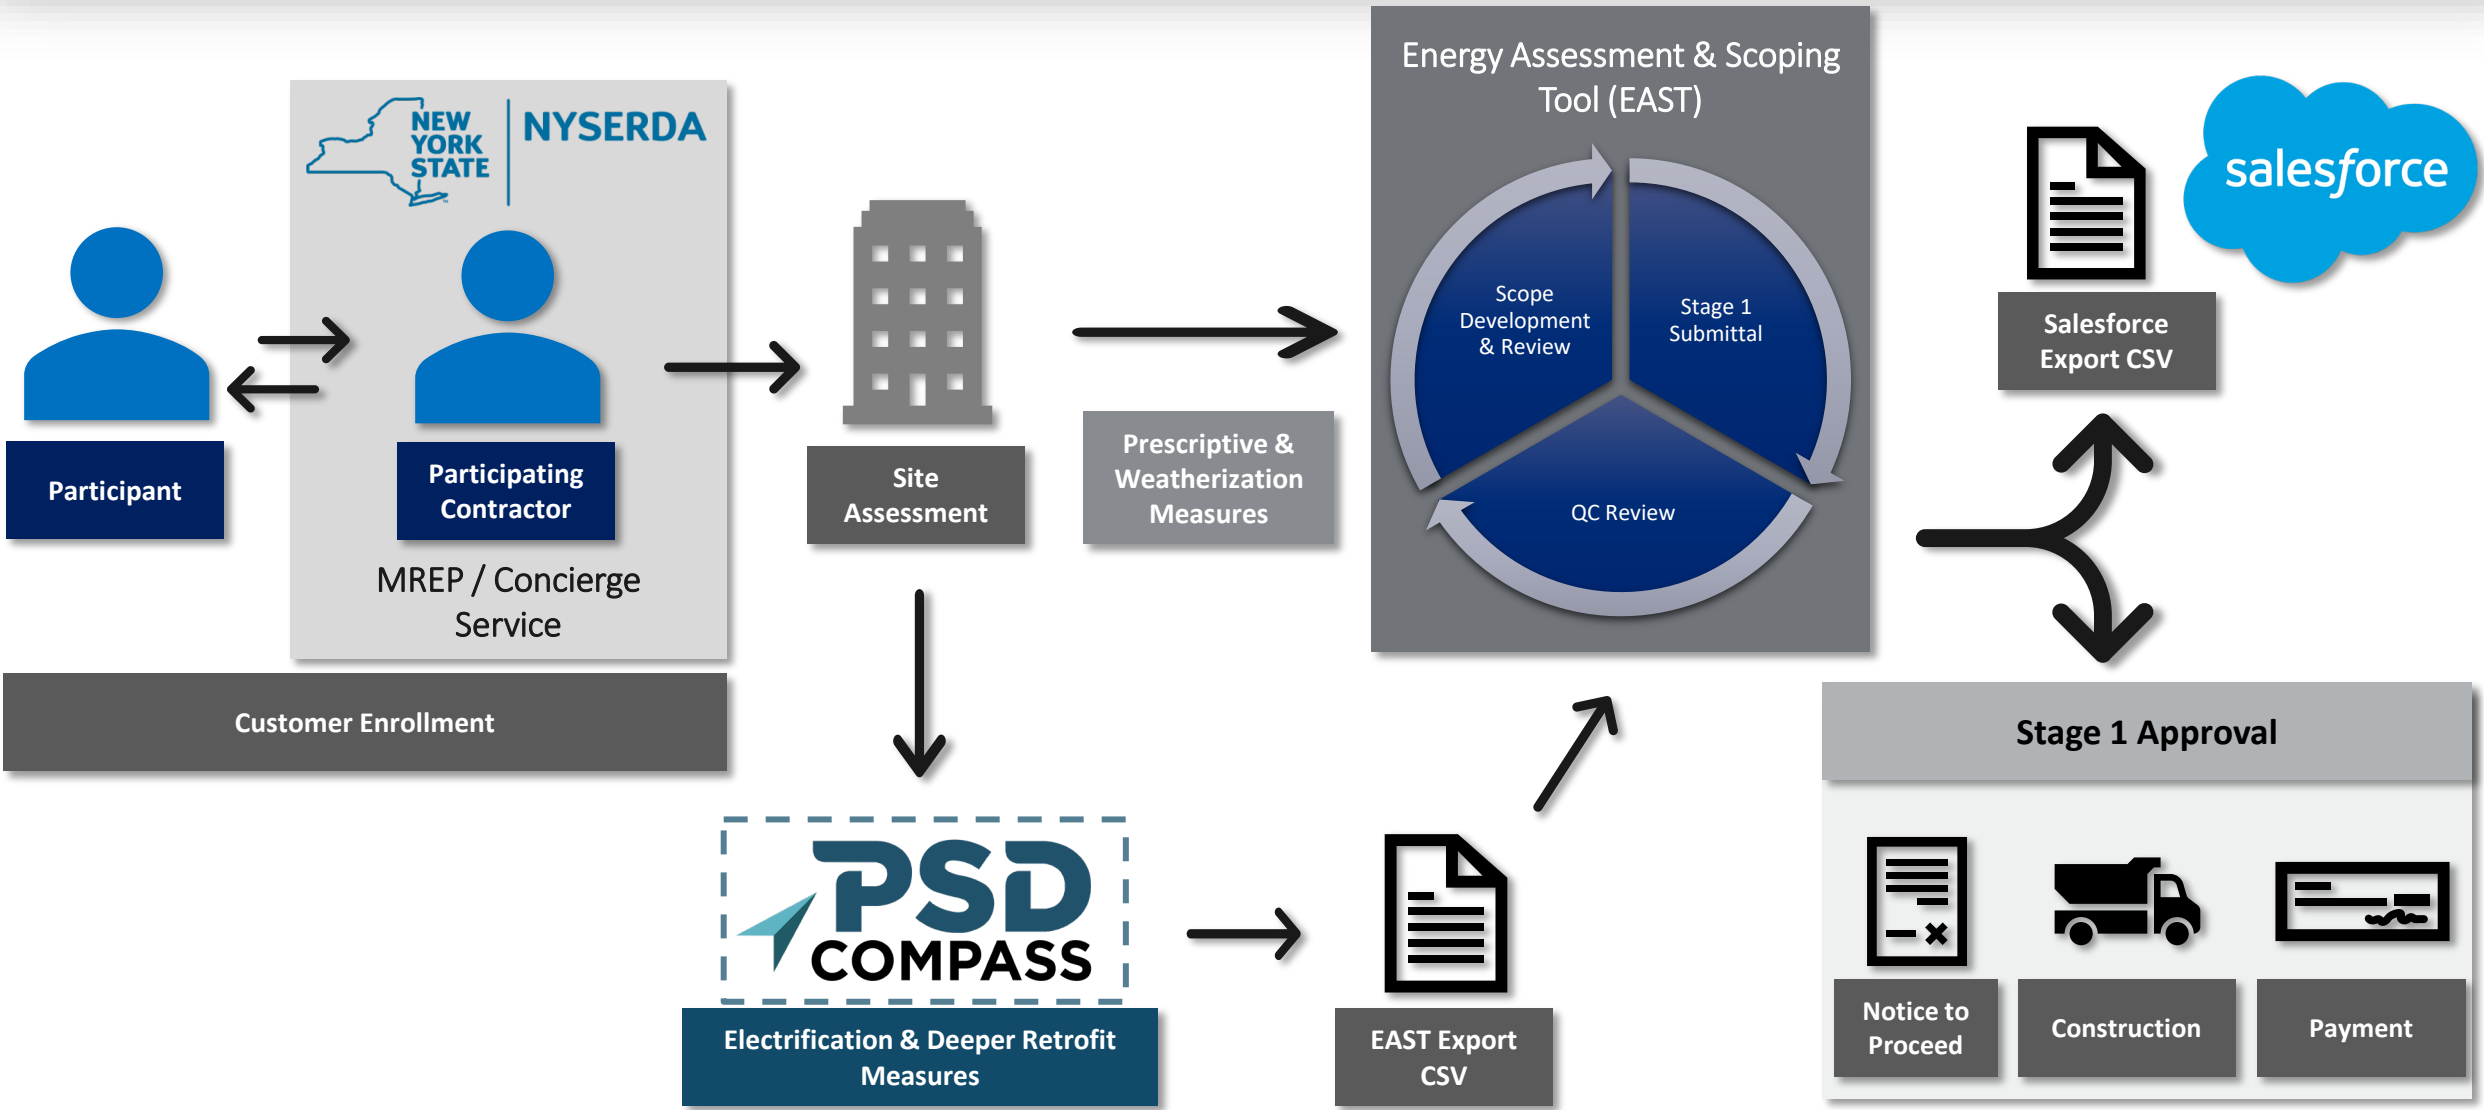 NEW
YORK
STATE
NYSERDA
Participant
Participating
Contractor
MREP / Concierge
Service
Customer Enrollment
Site
Assessment
Prescriptive &
Weatherization
Measures
Energy Assessment & Scoping
Tool (EAST)
Scope
Development
& Review
Stage 1
Submittal
QC Review
salesforce
Salesforce
Export CSV
PSD
COMPASS
Electrification & Deeper Retrofit
Measures
EAST Export
CSV
Stage 1 Approval
Notice to
Proceed
Construction
Payment